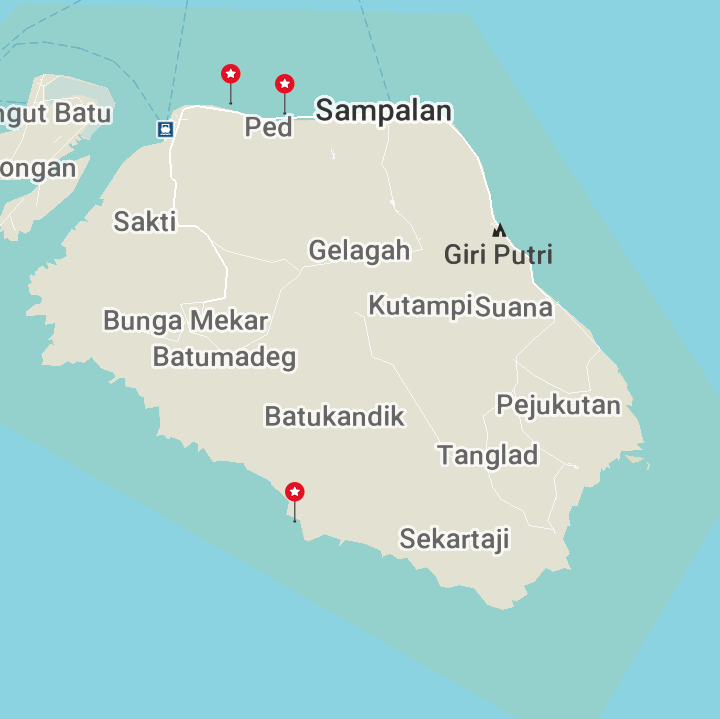 ngut Batu
ongan
Ped
Sampalan
Sakti
Gelagah
Giri Putri
Kutampi
Suana
Bunga Mekar
Batumadeg
Batukandik
Pejukutan
Tanglad
Sekartaji